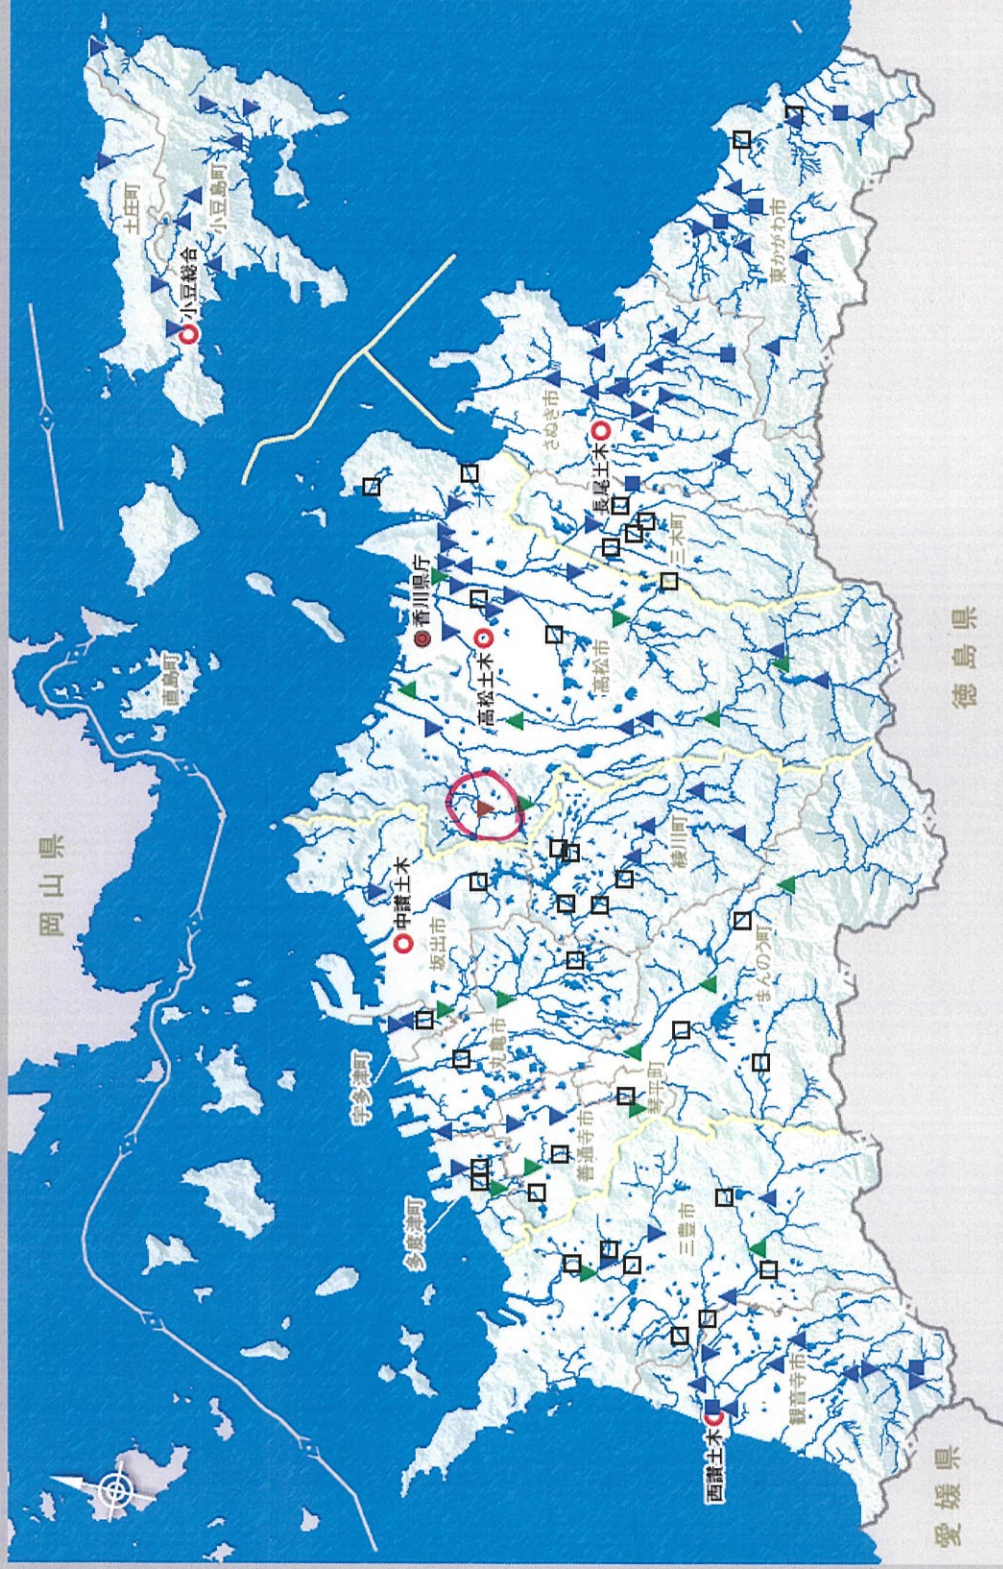 岡山県
土庄町
小豆島町
小豆総合
直島町
宇多津町
多度津町
中讃土木
香川県庁
坂出市
高松土木
丸亀市
善通寺市
さぬき市
長尾土木
高松市
琴平町
三豊市
綾川町
三木町
西讃土木
まんのう町
東かがわ市
観音寺市
愛媛県
徳島県